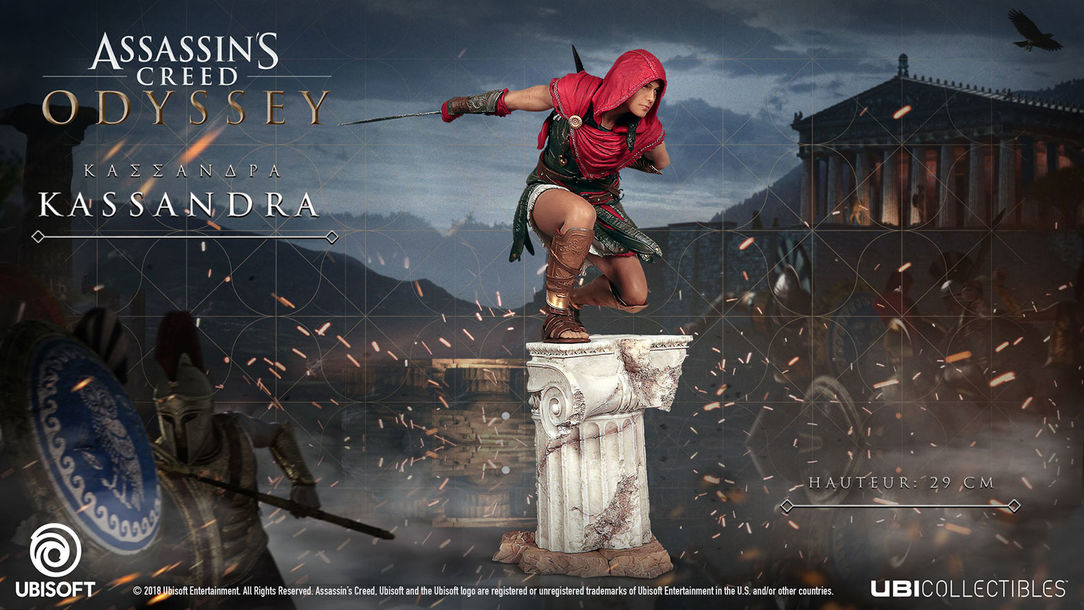 ASSASSIN'S
CREED
ODYSSEY
ΚΑΣΣΑΝΔΡΑ
KASSANDRA
HAUTEUR: 29 CM
UBISOFT
© 2018 Ubisoft Entertainment. All Rights Reserved. Assassin's Creed, Ubisoft and the Ubisoft logo are registered or unregistered trademarks of Ubisoft Entertainment in the U.S. and/or other countries.
UBICOLLECTIBLES